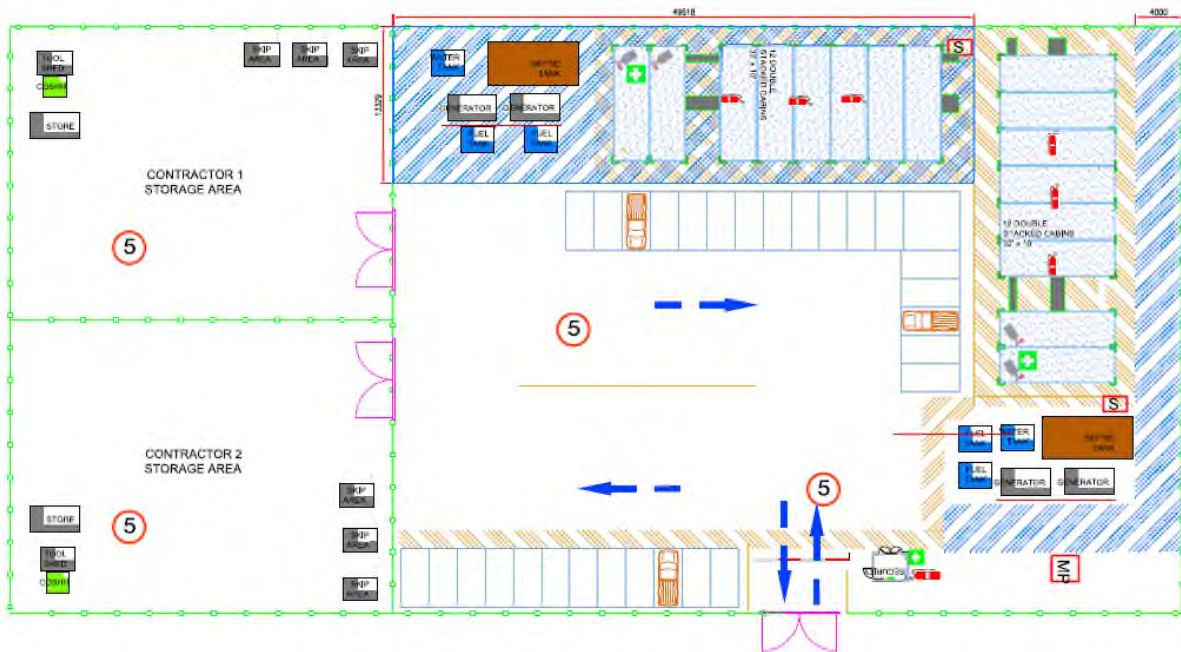 49518
4000
13329
TOOL
SHED
COSHH
STORE
SKIP
AREA
SKIP
AREA
SKIP
AREA
CONTRACTOR 1
STORAGE AREA
5
WATER
TANK
SEPTIC
TANK
GENERATOR
GENERATOR
FUEL
TANK
FUEL
TANK
12 DOUBLE
STACKED CABINS
32' x 10'
S
12 DOUBLE
STACKED CABINS
32' x 10'
5
CONTRACTOR 2
STORAGE AREA
5
STORE
TOOL
SHED
COSHH
SKIP
AREA
SKIP
AREA
SKIP
AREA
S
FUEL
TANK
WATER
TANK
SEPTIC
TANK
FUEL
TANK
GENERATOR
GENERATOR
5
SECURITY
MP